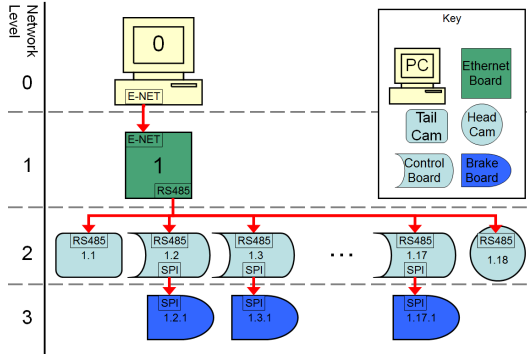 Network
Level
0
E-NET
0
Key
PC
Ethernet
Board
Tail
Cam
Head
Cam
Control
Board
Brake
Board
1
E-NET
1
RS485
2
RS485
1.1
RS485
1.2
SPI
RS485
1.3
SPI
...
RS485
1.17
SPI
RS485
1.18
3
SPI
1.2.1
SPI
1.3.1
SPI
1.17.1